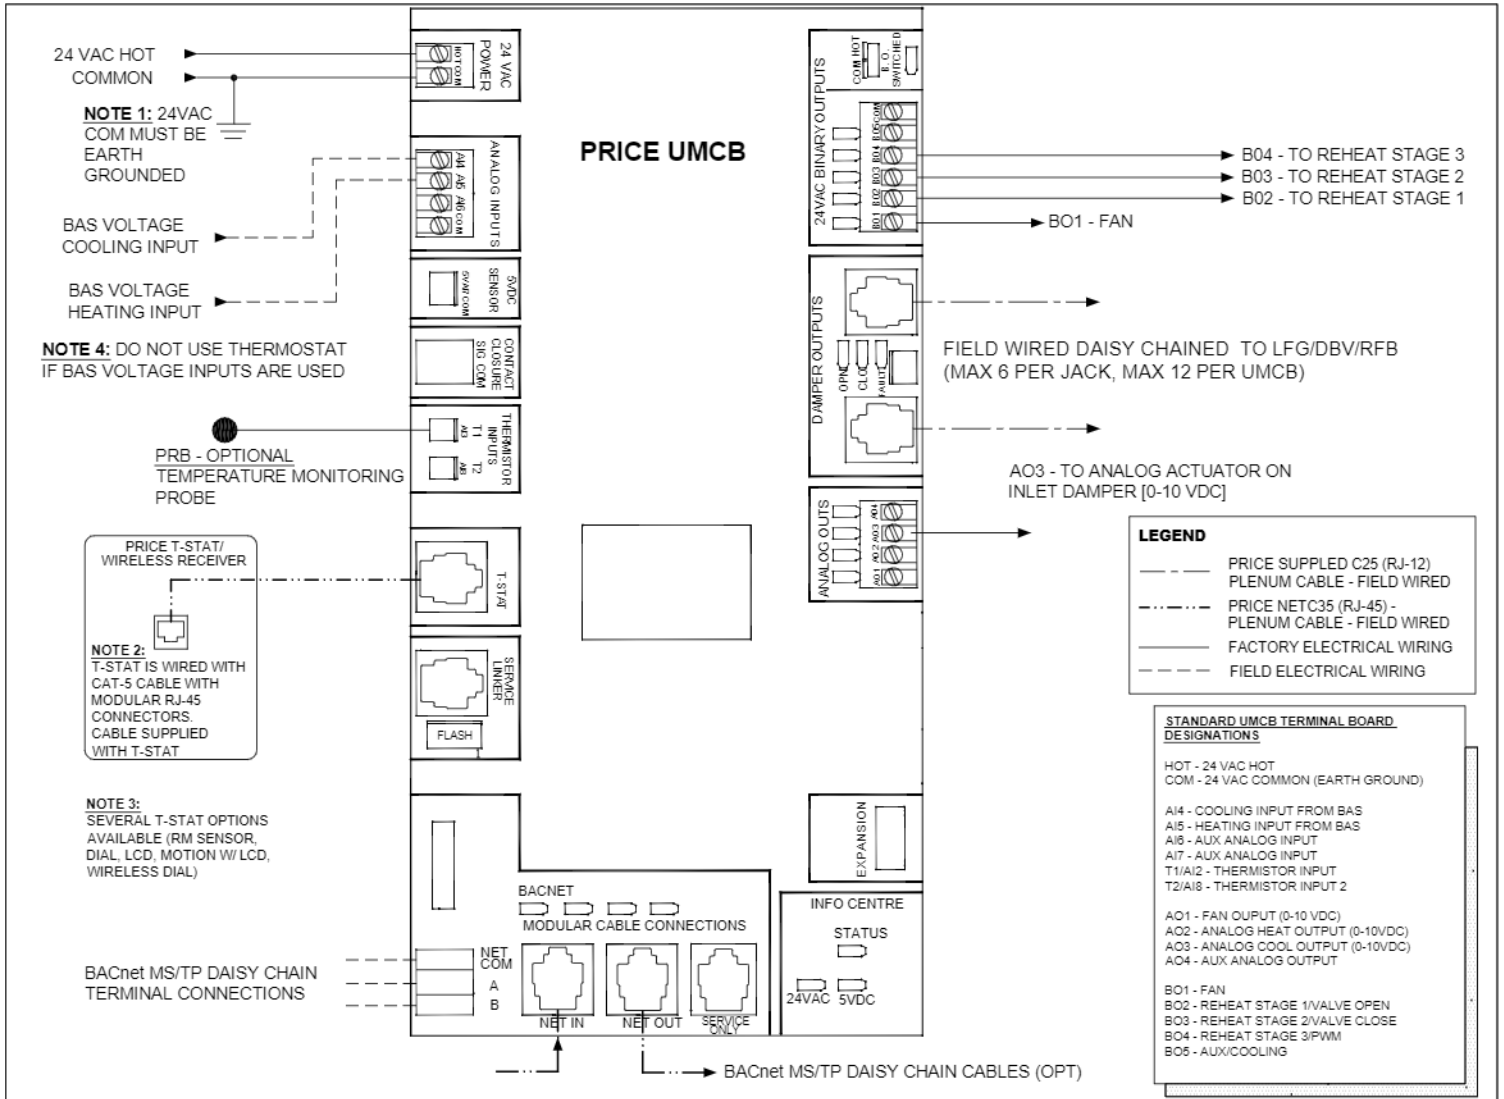 24 VAC HOT
COMMON
NOTE 1: 24VAC
COM MUST BE
EARTH
GROUNDED
BAS VOLTAGE
COOLING INPUT
BAS VOLTAGE
HEATING INPUT
NOTE 4: DO NOT USE THERMOSTAT
IF BAS VOLTAGE INPUTS ARE USED
PRB - OPTIONAL
TEMPERATURE MONITORING
PROBE
PRICE T-STAT/
WIRELESS RECEIVER
NOTE 2:
T-STAT IS WIRED WITH
CAT-5 CABLE WITH
MODULAR RJ-45
CONNECTORS.
CABLE SUPPLIED
WITH T-STAT
NOTE 3:
SEVERAL T-STAT OPTIONS
AVAILABLE (RM SENSOR,
DIAL, LCD, MOTION W/ LCD,
WIRELESS DIAL)
BACnet MS/TP DAISY CHAIN
TERMINAL CONNECTIONS
24 VAC
POWER
HOT COM
ANALOG INPUTS
AI4
AI5
AI6
COM
5VDC
SENSOR
5V AI7 COM
CONTACT
CLOSURE
SIG COM
THERMISTOR
INPUTS
T1
T2
AI8
T-STAT
SERVICE
LINKER
FLASH
BACNET
MODULAR CABLE CONNECTIONS
NET
COM
A
B
NET IN
NET OUT
SERVICE
ONLY
PRICE UMCB
24VAC BINARY OUTPUTS
COM HOT
B.O.
SWITCHED
COM
B05
B04
B03
B02
B01
DAMPER OUTPUTS
OPN
CLO
FAULT
ANALOG OUTS
AO4
AO3
AO2
AO1
EXPANSION
INFO CENTRE
STATUS
24VAC
5VDC
B04 - TO REHEAT STAGE 3
B03 - TO REHEAT STAGE 2
B02 - TO REHEAT STAGE 1
BO1 - FAN
FIELD WIRED DAISY CHAINED TO LFG/DBV/RFB
(MAX 6 PER JACK, MAX 12 PER UMCB)
AO3 - TO ANALOG ACTUATOR ON
INLET DAMPER [0-10 VDC]
LEGEND
PRICE SUPPLED C25 (RJ-12)
PLENUM CABLE - FIELD WIRED
PRICE NETC35 (RJ-45) -
PLENUM CABLE - FIELD WIRED
FACTORY ELECTRICAL WIRING
FIELD ELECTRICAL WIRING
STANDARD UMCB TERMINAL BOARD
DESIGNATIONS
HOT - 24 VAC HOT
COM - 24 VAC COMMON (EARTH GROUND)
AI4 - COOLING INPUT FROM BAS
AI5 - HEATING INPUT FROM BAS
AI6 - AUX ANALOG INPUT
AI7 - AUX ANALOG INPUT
T1/AI2 - THERMISTOR INPUT
T2/AI8 - THERMISTOR INPUT 2
AO1 - FAN OUPUT (0-10 VDC)
AO2 - ANALOG HEAT OUTPUT (0-10VDC)
AO3 - ANALOG COOL OUTPUT (0-10VDC)
AO4 - AUX ANALOG OUTPUT
BO1 - FAN
BO2 - REHEAT STAGE 1/VALVE OPEN
BO3 - REHEAT STAGE 2/VALVE CLOSE
BO4 - REHEAT STAGE 3/PWM
BO5 - AUX/COOLING
BACnet MS/TP DAISY CHAIN CABLES (OPT)